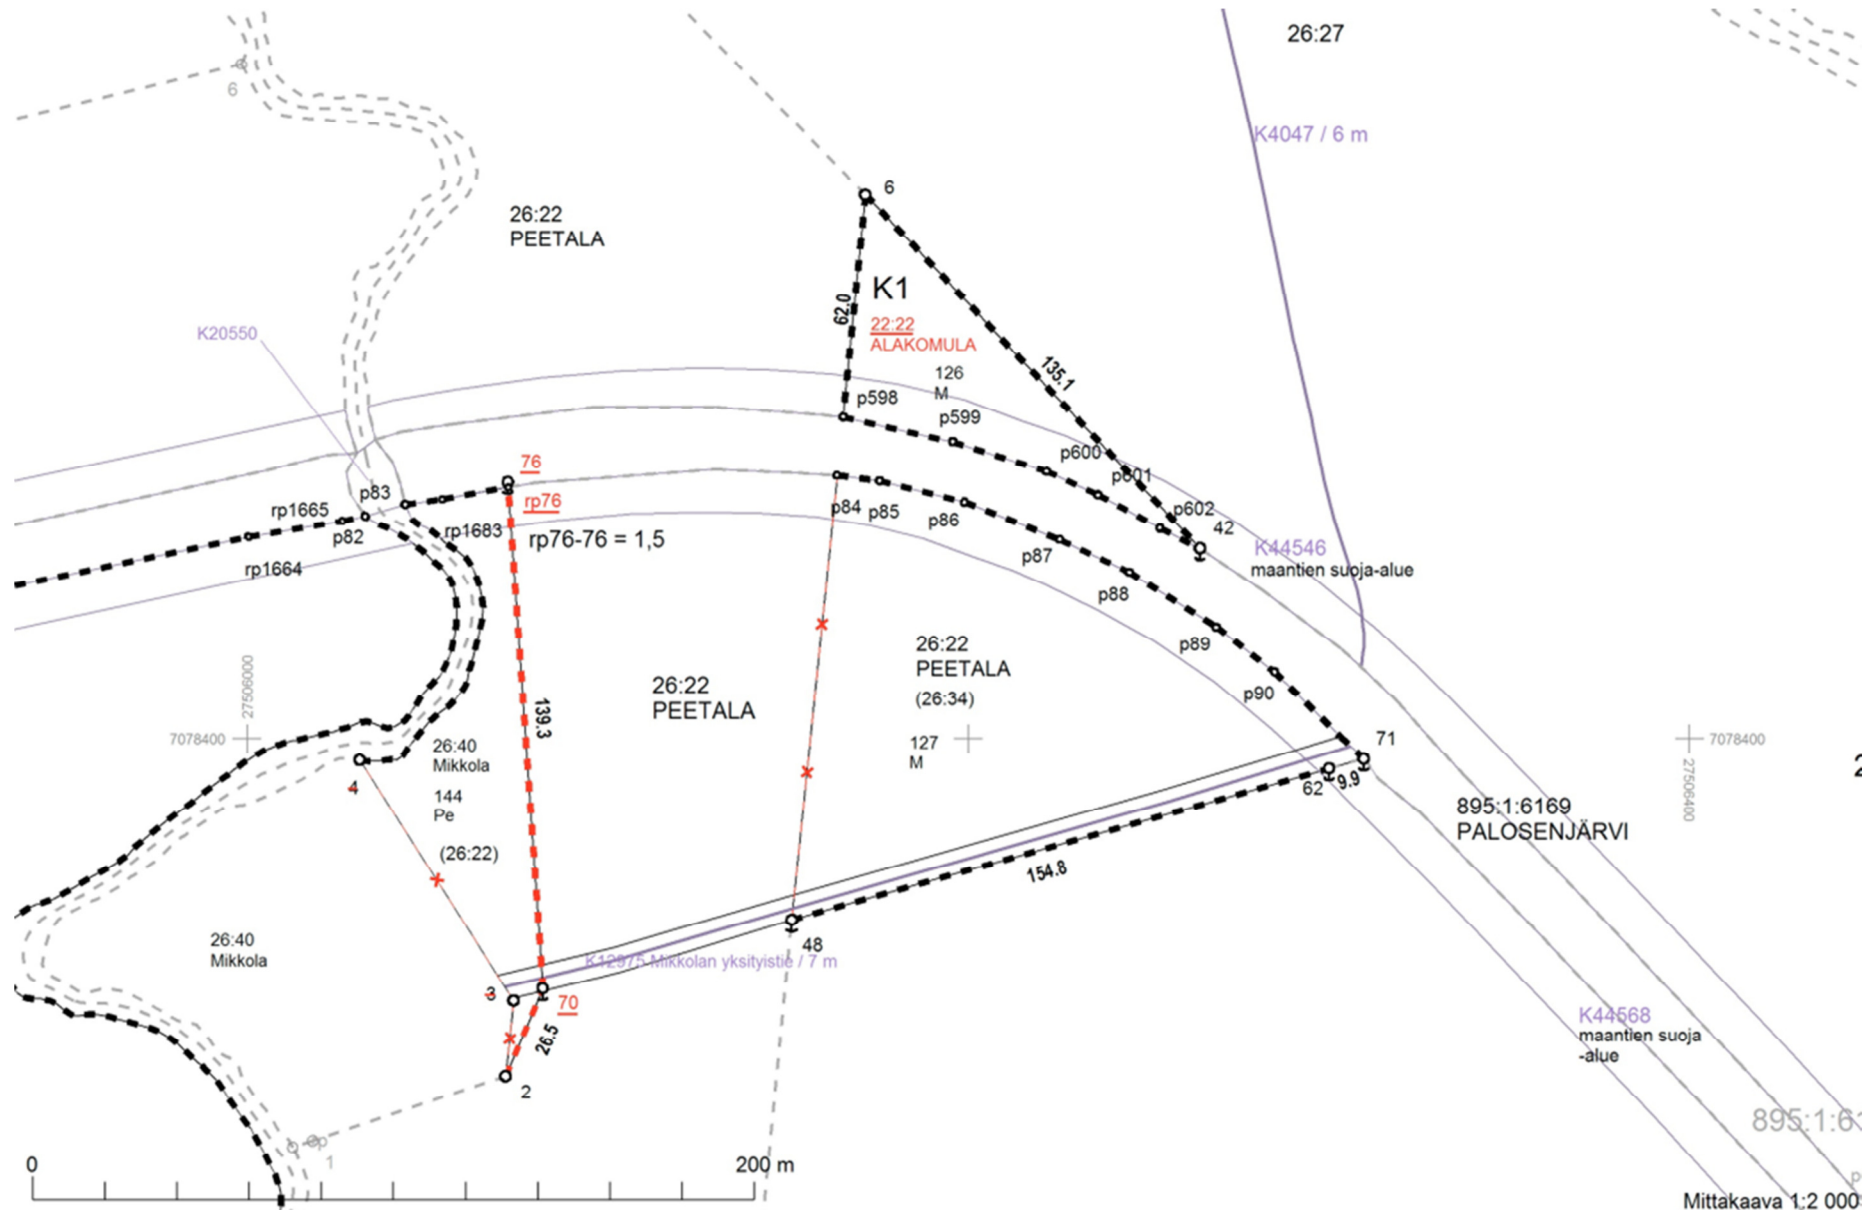 26:27
6
K4047 / 6 m
6
26:22
PEETALA
K1
62.0
22:22
ALAKOMULA
K20550
135.1
126
M
p598
p599
p600
p601
p602
42
76
p83
rp76
rp1665
p82
rp1683
rp76-76 = 1,5
rp1664
p84
p85
p86
p87
p88
p89
p90
K44546
maantien suoja-alue
26:22
PEETALA
(26:34)
26:22
PEETALA
139.3
27506000
7078400
26:40
Mikkola
144
Pe
(26:22)
4
127
M
71
7078400
27506400
62
9.9
2
895:1:6169
PALOSENJÄRVI
154.8
26:40
Mikkola
48
K12975 Mikkolan yksityistie / 7 m
3
70
26.5
2
K44568
maantien suoja
-alue
895:1:61
1
0
200 m
p
Mittakaava 1:2 000